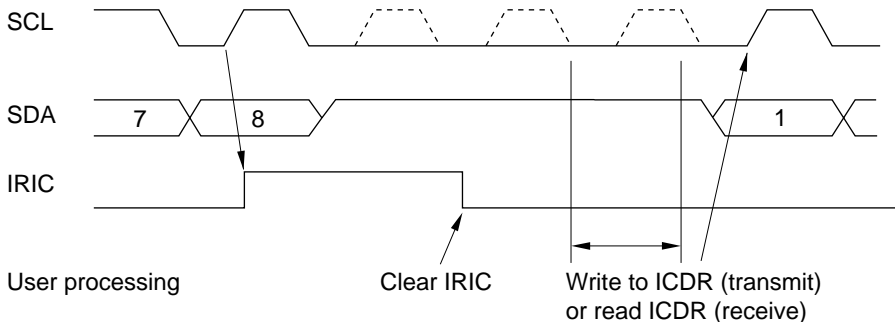 SCL
SDA
7
8
1
IRIC
User processing
Clear IRIC
Write to ICDR (transmit)
or read ICDR (receive)